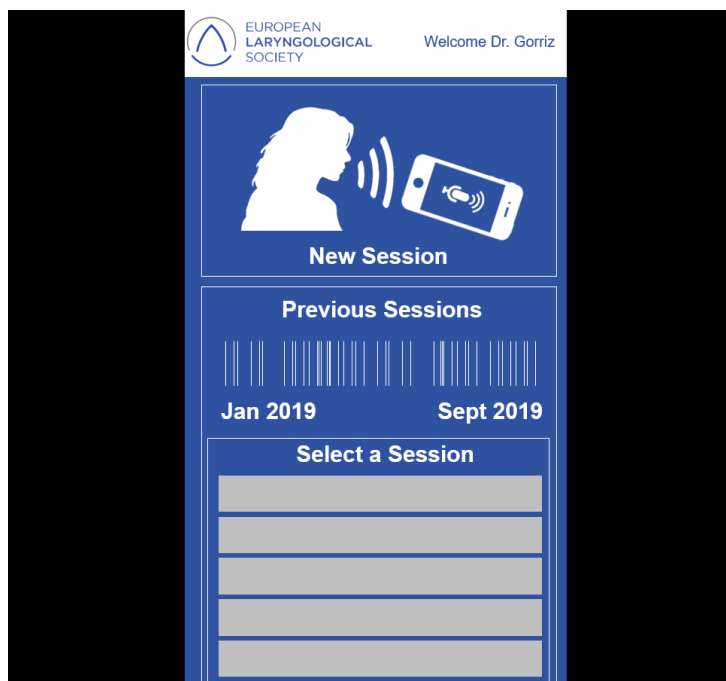 EUROPEAN
LARYNGOLOGICAL
SOCIETY
Welcome Dr. Gorriz
New Session
Previous Sessions
Jan 2019 Sept 2019
Select a Session